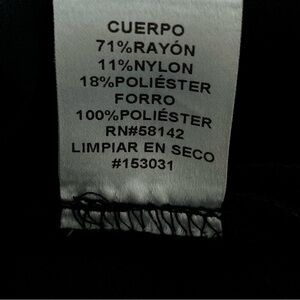 CUERPO
71%RAYÓN
11%NYLON
18%POLIÉSTER
FORRO
100%POLIÉSTER
RN#58142
LIMPIAR EN SECO
#153031